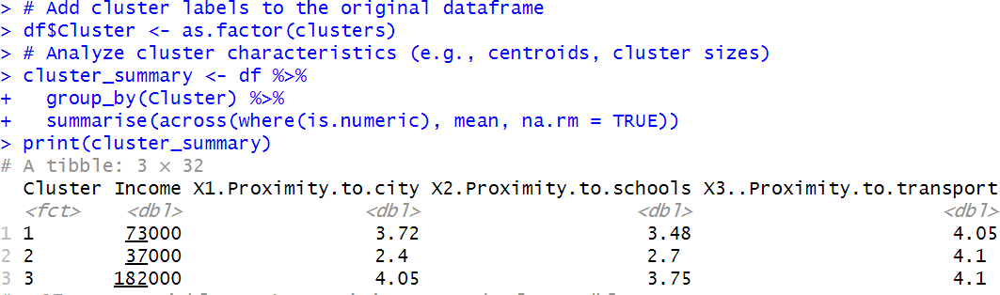 > # Add cluster labels to the original dataframe
> df$Cluster <- as.factor(clusters)
> # Analyze cluster characteristics (e.g., centroids, cluster sizes)
> cluster_summary <- df %>%
+   group_by(Cluster) %>%
+   summarise(across(where(is.numeric), mean, na.rm = TRUE))
> print(cluster_summary)
# A tibble: 3 × 32
  Cluster Income X1.Proximity.to.city X2.Proximity.to.schools X3..Proximity.to.transport
  <fct>    <dbl>                <dbl>                   <dbl>                      <dbl>
1 1        73000                 3.72                    3.48                       4.05
2 2        37000                 2.4                     2.7                        4.1
3 3       182000                 4.05                    3.75                       4.1